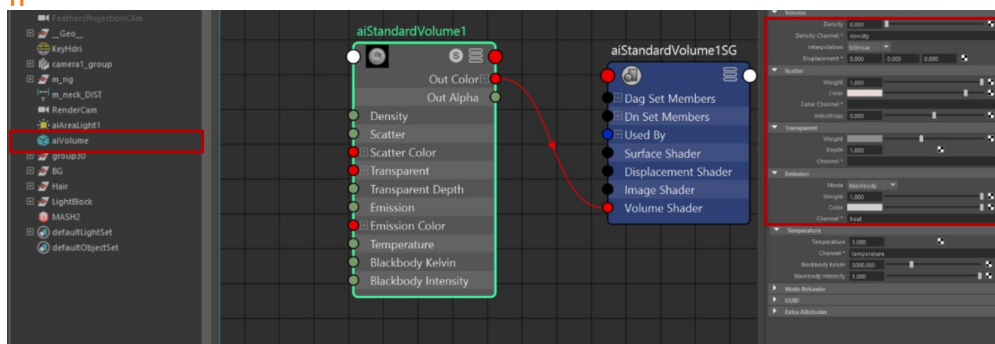 FeathersProjectionCAm
_Geo_
KeyHdri
camera1_group
m_rig
m_neck_DIST
RenderCam
aiAreaLight1
aiVolume
group30
BG
Hair
LightBlock
MASH2
defaultLightSet
defaultObjectSet
aiStandardVolume1
Out Color
Out Alpha
Density
Scatter
Scatter Color
Transparent
Transparent Depth
Emission
Emission Color
Temperature
Blackbody Kelvin
Blackbody Intensity
aiStandardVolume1SG
Dag Set Members
Dn Set Members
Used By
Surface Shader
Displacement Shader
Image Shader
Volume Shader
Volume
Density 0.000
Density Channel * density
Interpolation trilinear
Displacement * 0.000 0.000 0.000
Scatter
Weight 1.000
Color
Color Channel *
Anisotropy 0.000
Transparent
Weight
Depth 1.000
Channel *
Emission
Mode blackbody
Weight 1.000
Color
Channel * heat
Temperature
Temperature 1.000
Channel * temperature
Blackbody Kelvin 5000.000
Blackbody Intensity 1.000
Node Behavior
UUID
Extra Attributes